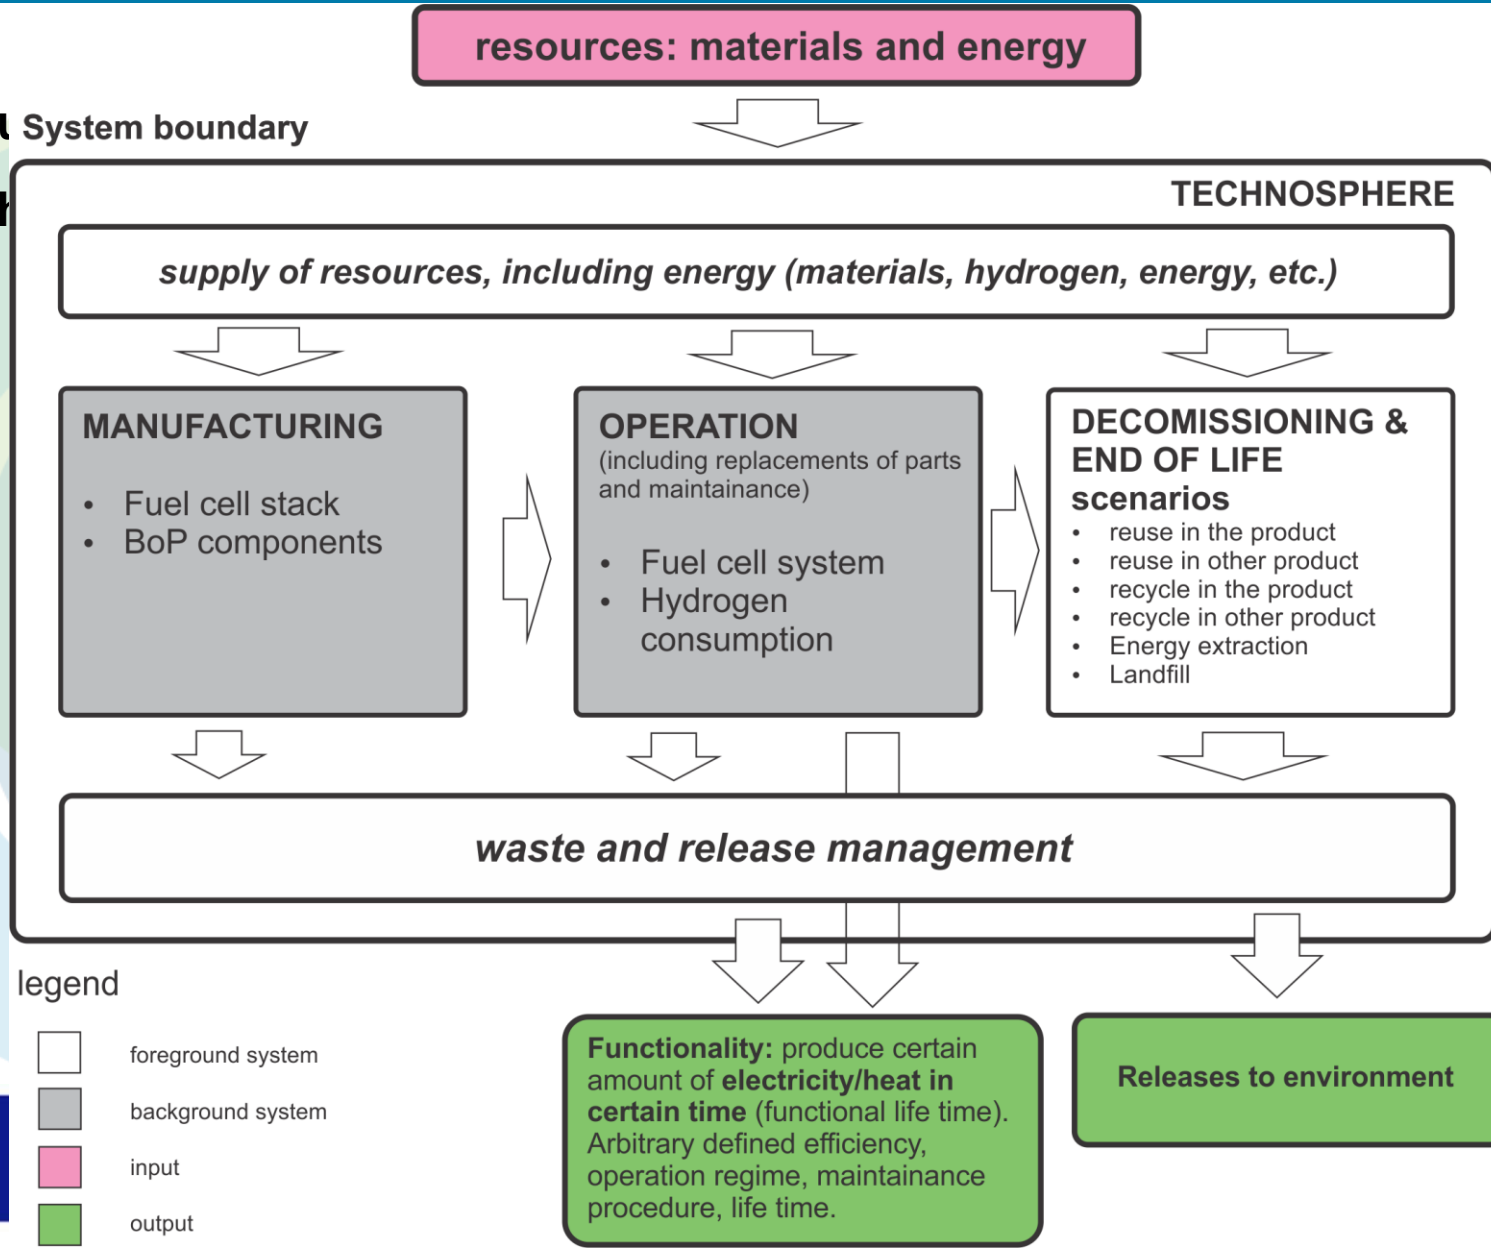 resources: materials and energy
System boundary
TECHNOSPHERE
supply of resources, including energy (materials, hydrogen, energy, etc.)
MANUFACTURING
• Fuel cell stack
• BoP components
OPERATION
(including replacements of parts
and maintainance)
• Fuel cell system
• Hydrogen
consumption
DECOMISSIONING &
END OF LIFE
scenarios
• reuse in the product
• reuse in other product
• recycle in the product
• recycle in other product
• Energy extraction
• Landfill
waste and release management
legend
foreground system
background system
input
output
Functionality: produce certain
amount of electricity/heat in
certain time (functional life time).
Arbitrary defined efficiency,
operation regime, maintainance
procedure, life time.
Releases to environment